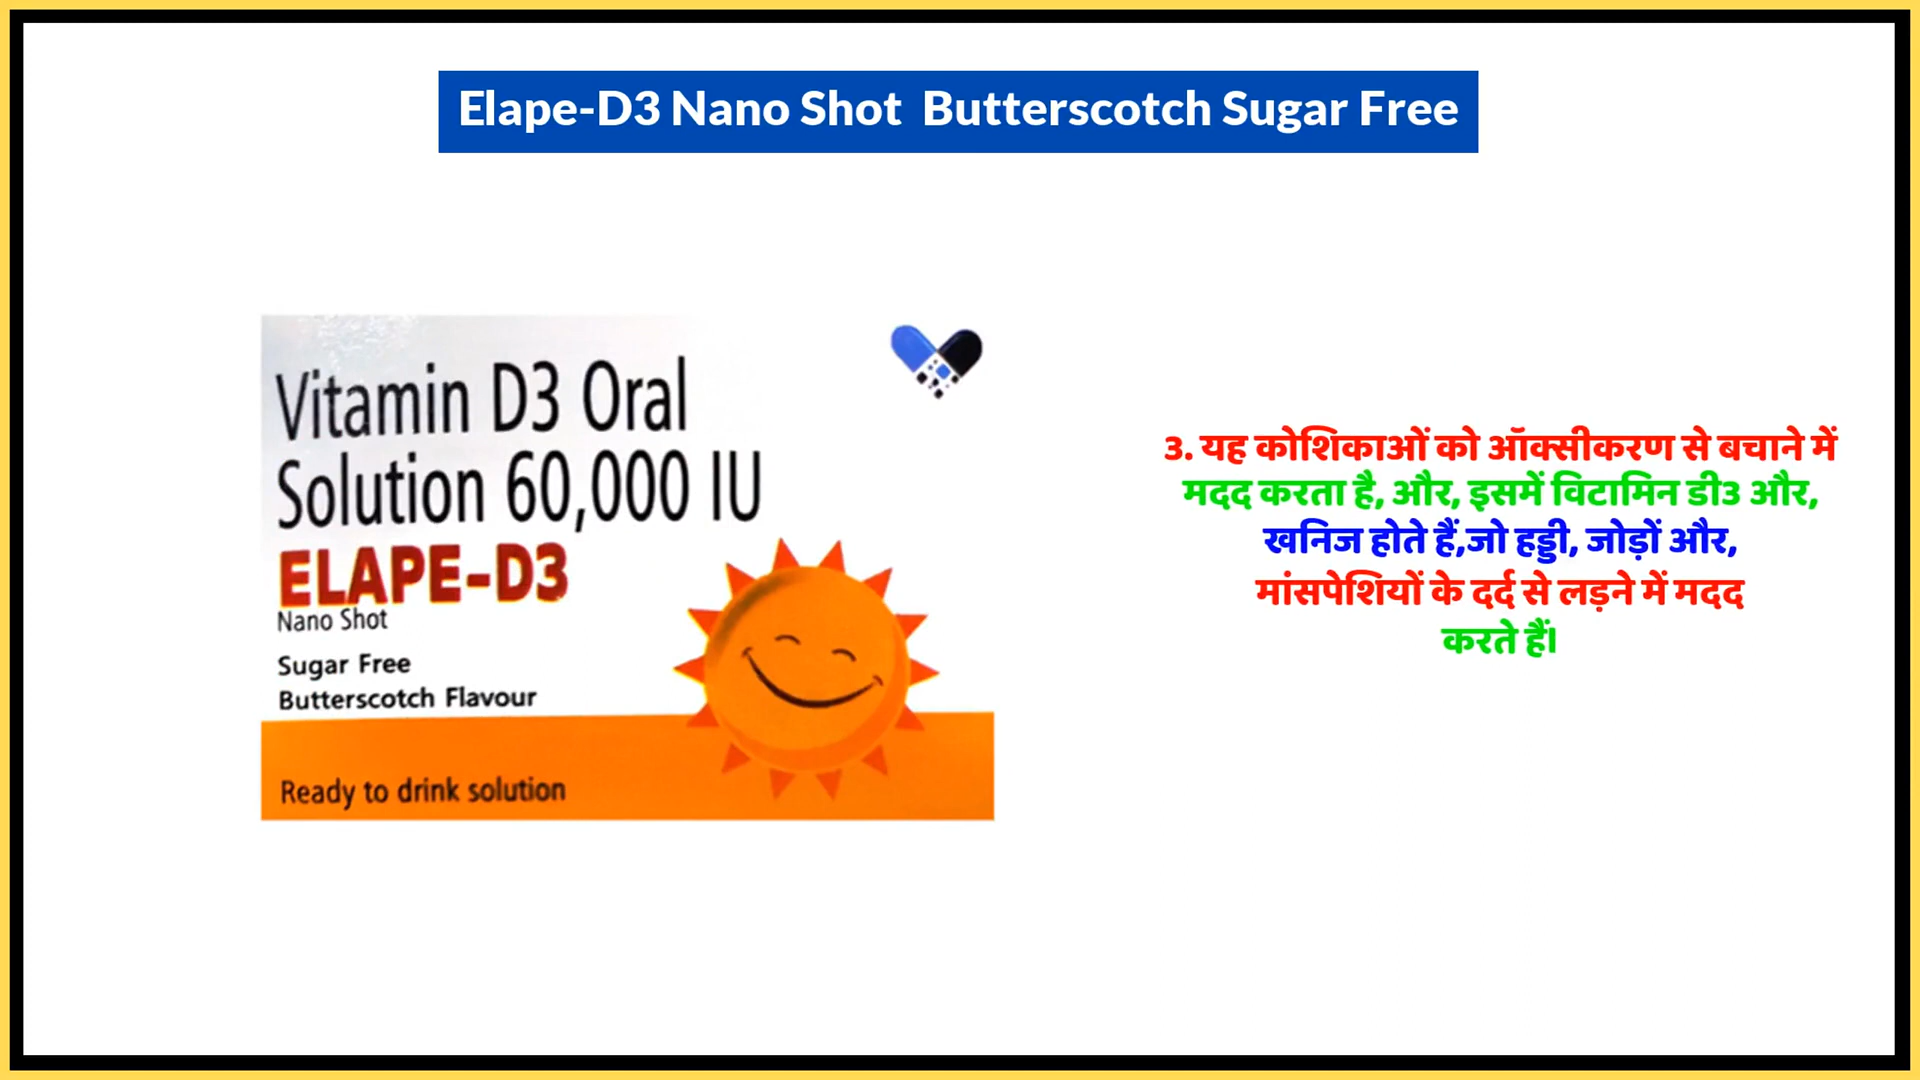 Elape-D3 Nano Shot Butterscotch Sugar Free
Vitamin D3 Oral
Solution 60,000 IU
ELAPE-D3
Nano Shot
Sugar Free
Butterscotch Flavour
Ready to drink solution
3. यह कोशिकाओं को ऑक्सीकरण से बचाने में
मदद करता है, और, इसमें विटामिन डी3 और,
खनिज होते हैं,जो हड्डी, जोड़ों और,
मांसपेशियों के दर्द से लड़ने में मदद
करते हैं।